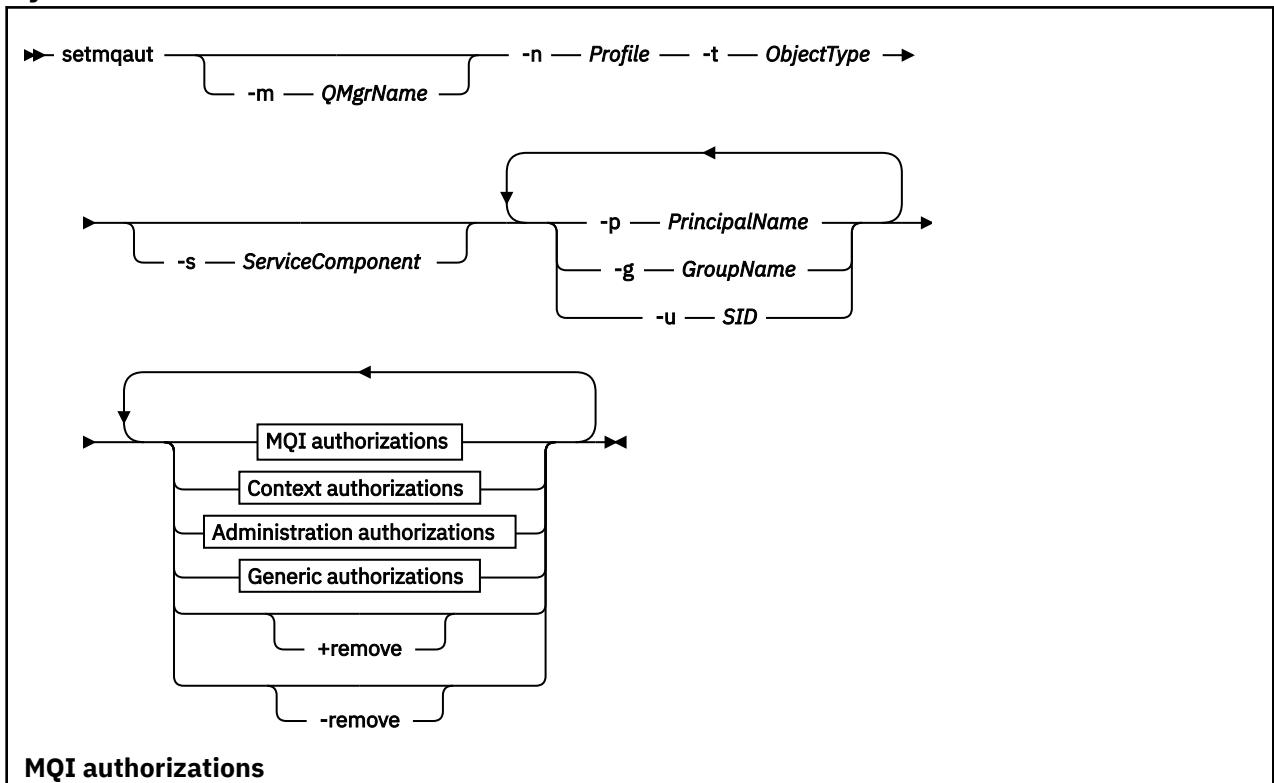 setmqaut -n Profile -t ObjectType
-m QMgrName
-p PrincipalName
-s ServiceComponent
-g GroupName
-u SID
MQI authorizations
Context authorizations
Administration authorizations
Generic authorizations
+remove
-remove
MQI authorizations